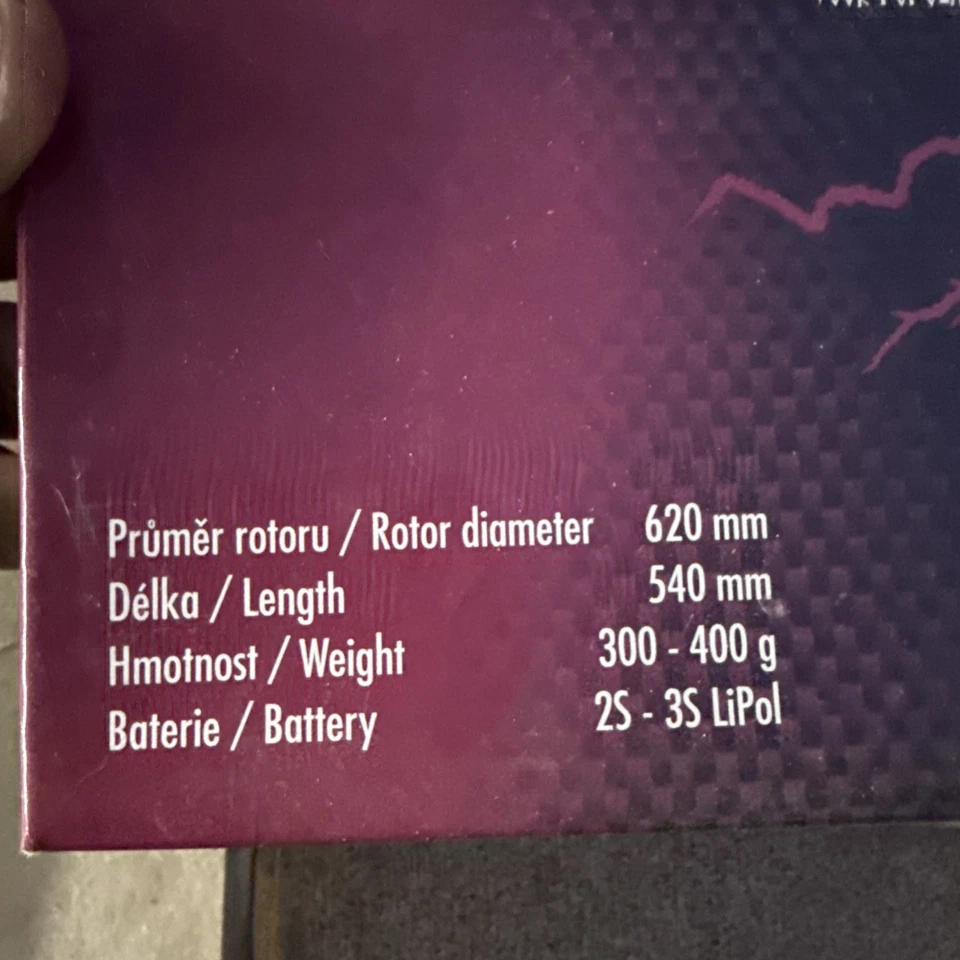 Průměr rotoru / Rotor diameter 620 mm
Délka / Length 540 mm
Hmotnost / Weight 300 - 400 g
Baterie / Battery 2S - 3S LiPol